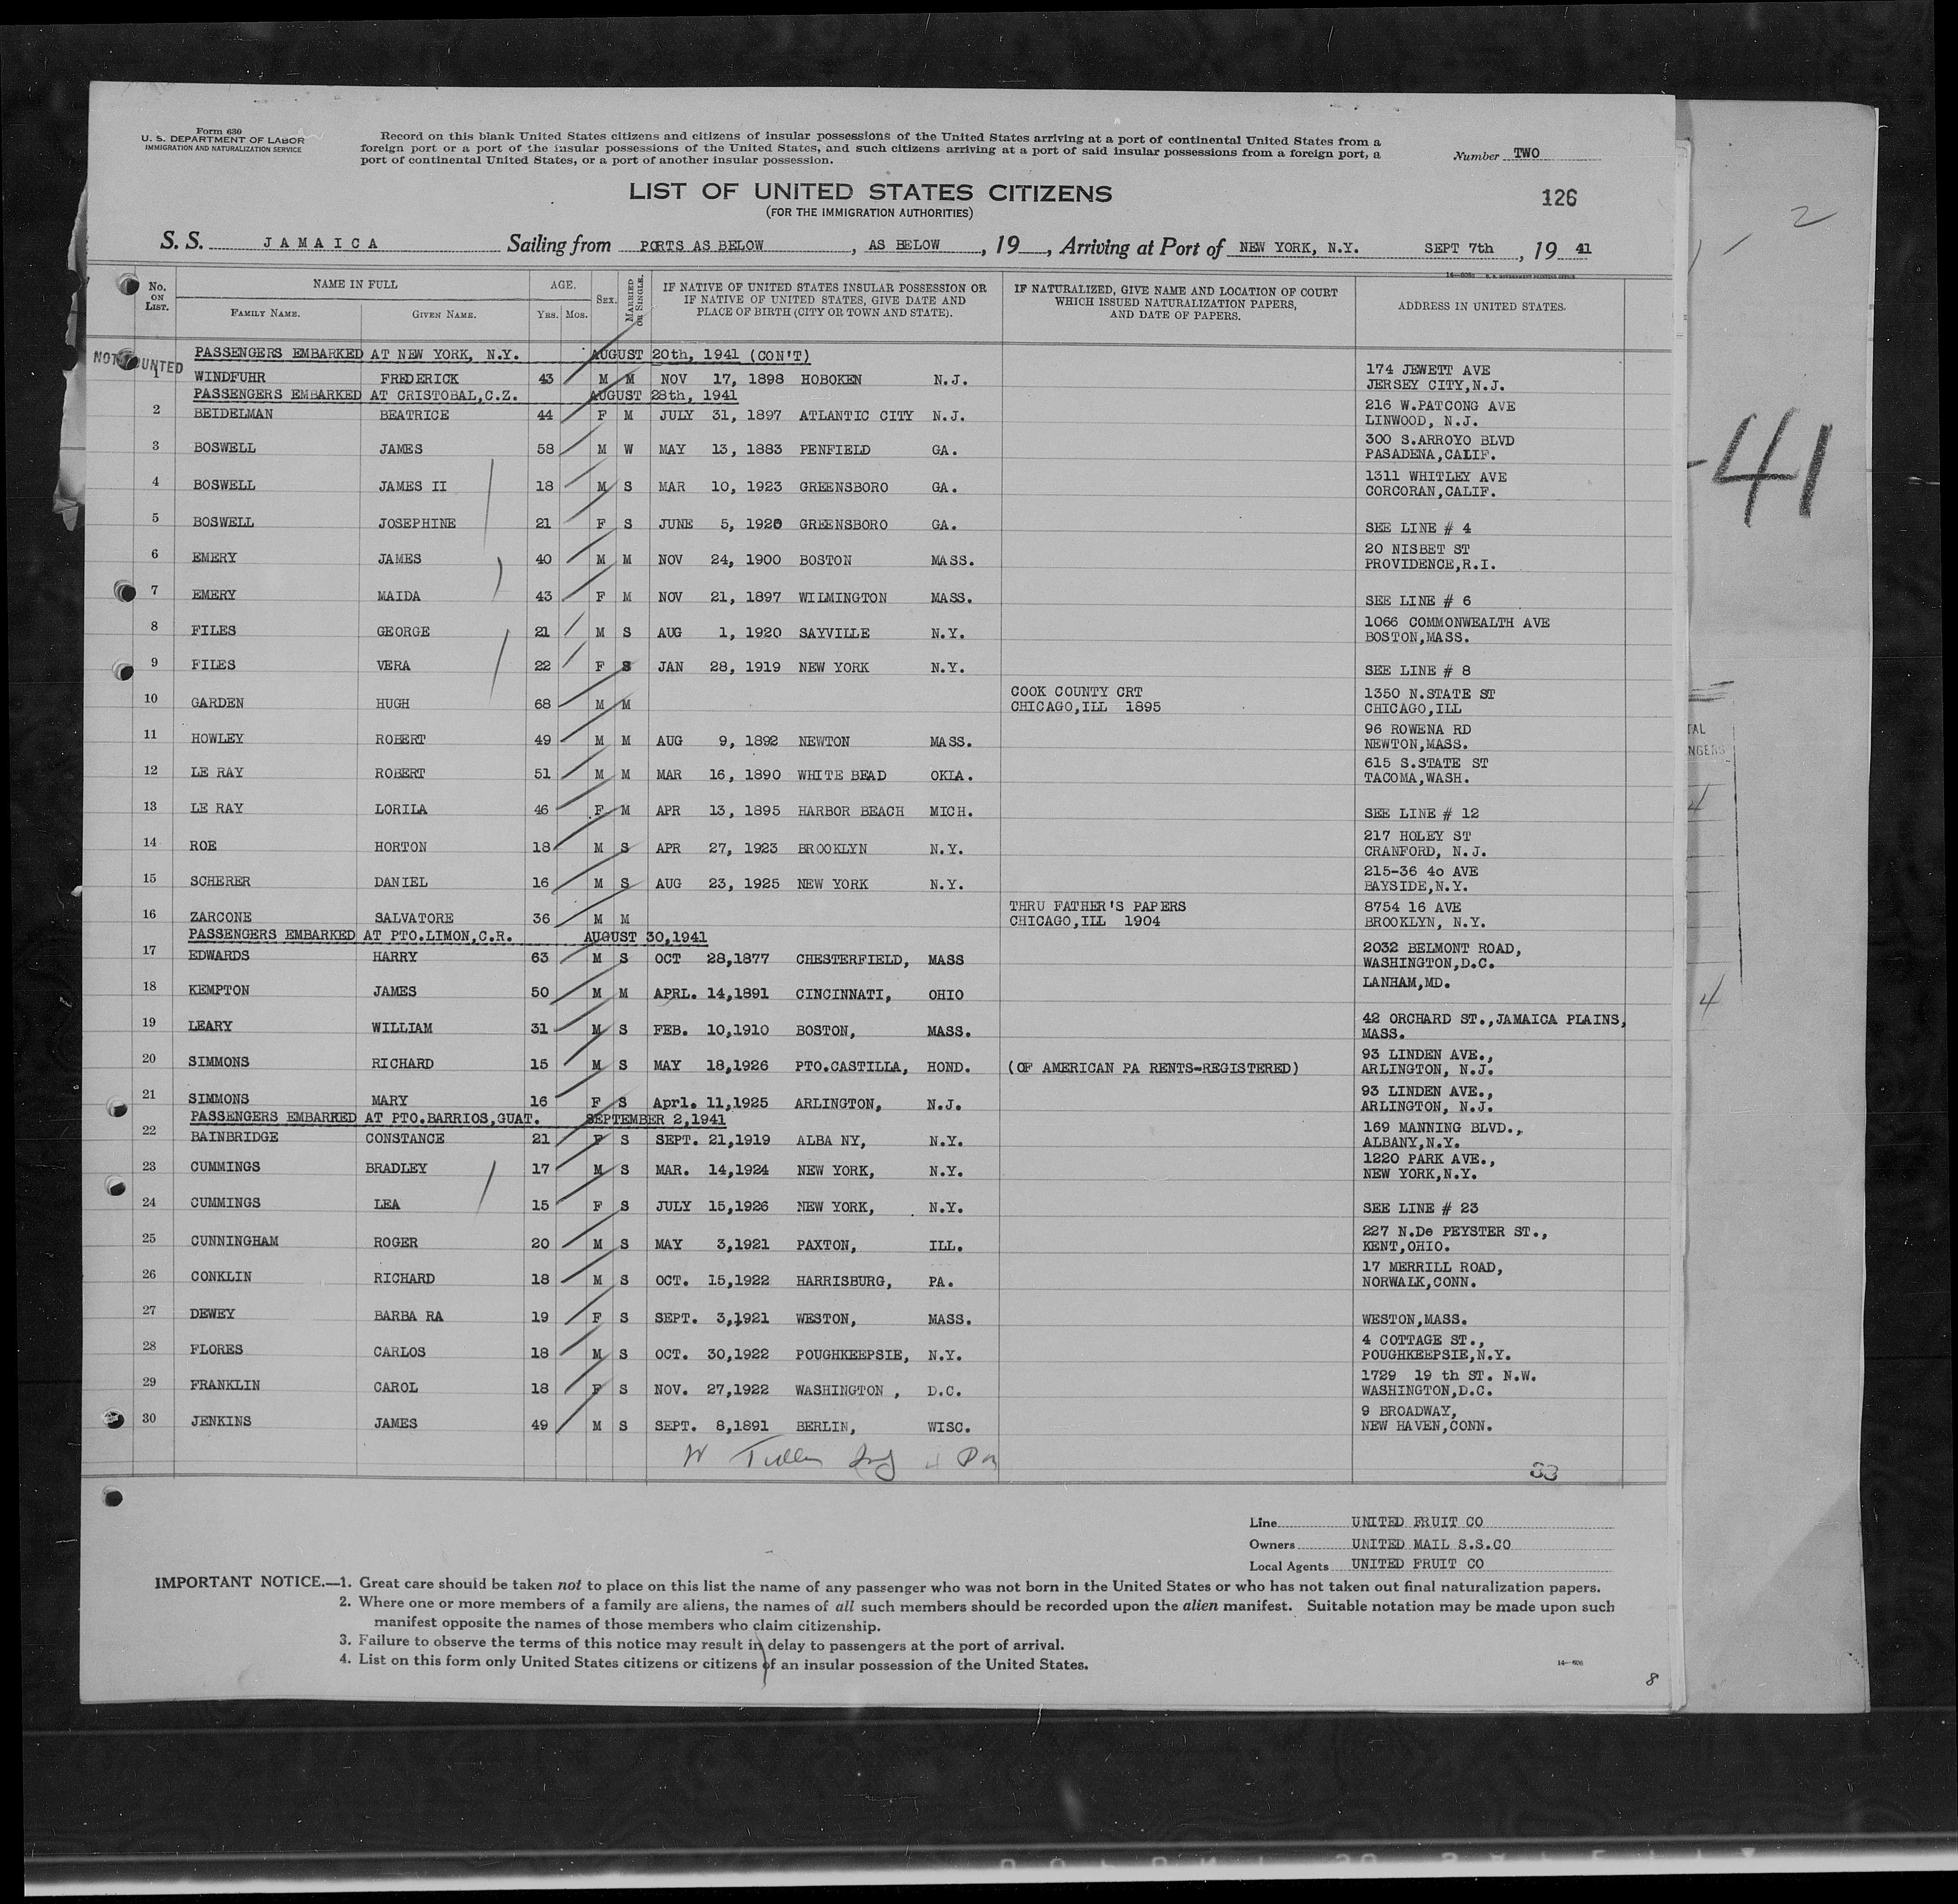 Form 630
U. S. DEPARTMENT OF LABOR
IMMIGRATION AND NATURALIZATION SERVICE
Record on this blank United States citizens and citizens of insular possessions of the United States arriving at a port of continental United States from a
foreign port or a port of the insular possessions of the United States, and such citizens arriving at a port of said insular possessions from a foreign port, a
port of continental United States, or a port of another insular possession.
Number TWO
LIST OF UNITED STATES CITIZENS
(FOR THE IMMIGRATION AUTHORITIES)
126
2
S. S. JAMAICA Sailing from PORTS AS BELOW, AS BELOW, 19, Arriving at Port of NEW YORK, N.Y. SEPT 7th, 19 41
No. ON LIST. NAME IN FULL FAMILY NAME. GIVEN NAME. AGE. YRS. MOS. SEX. MARRIED OR SINGLE. IF NATIVE OF UNITED STATES INSULAR POSSESSION OR IF NATIVE OF UNITED STATES, GIVE DATE AND PLACE OF BIRTH (CITY OR TOWN AND STATE). IF NATURALIZED, GIVE NAME AND LOCATION OF COURT WHICH ISSUED NATURALIZATION PAPERS, AND DATE OF PAPERS. ADDRESS IN UNITED STATES.
PASSENGERS EMBARKED AT NEW YORK, N.Y. AUGUST 20th, 1941 (CON'T)
NOT COUNTED
1 WINDFUHR FREDERICK 43 M M NOV 17, 1898 HOBOKEN N.J. 174 JEWETT AVE JERSEY CITY,N.J.
PASSENGERS EMBARKED AT CRISTOBAL,C.Z. AUGUST 28th, 1941
2 BEIDELMAN BEATRICE 44 F M JULY 31, 1897 ATLANTIC CITY N.J. 216 W.PATCONG AVE LINWOOD, N.J.
3 BOSWELL JAMES 58 M W MAY 13, 1883 PENFIELD GA. 300 S.ARROYO BLVD PASADENA,CALIF.
4 BOSWELL JAMES II 18 M S MAR 10, 1923 GREENSBORO GA. 1311 WHITLEY AVE CORCORAN,CALIF.
5 BOSWELL JOSEPHINE 21 F S JUNE 5, 1920 GREENSBORO GA. SEE LINE # 4
6 EMERY JAMES 40 M M NOV 24, 1900 BOSTON MASS. 20 NISBET ST PROVIDENCE,R.I.
7 EMERY MAIDA 43 F M NOV 21, 1897 WILMINGTON MASS. SEE LINE # 6
8 FILES GEORGE 21 M S AUG 1, 1920 SAYVILLE N.Y. 1066 COMMONWEALTH AVE BOSTON,MASS.
9 FILES VERA 22 F S JAN 28, 1919 NEW YORK N.Y. SEE LINE # 8
10 GARDEN HUGH 68 M M COOK COUNTY CRT CHICAGO,ILL 1895 1350 N.STATE ST CHICAGO,ILL
11 HOWLEY ROBERT 49 M M AUG 9, 1892 NEWTON MASS. 96 ROWENA RD NEWTON,MASS.
12 LE RAY ROBERT 51 M M MAR 16, 1890 WHITE BEAD OKLA. 615 S.STATE ST TACOMA,WASH.
13 LE RAY LORILA 46 F M APR 13, 1895 HARBOR BEACH MICH. SEE LINE # 12
14 ROE HORTON 18 M S APR 27, 1923 BROOKLYN N.Y. 217 HOLEY ST CRANFORD, N.J.
15 SCHERER DANIEL 16 M S AUG 23, 1925 NEW YORK N.Y. 215-36 4o AVE BAYSIDE,N.Y.
16 ZARCONE SALVATORE 36 M M THRU FATHER'S PAPERS CHICAGO,ILL 1904 8754 16 AVE BROOKLYN, N.Y.
PASSENGERS EMBARKED AT PTO.LIMON,C.R. AUGUST 30,1941
17 EDWARDS HARRY 63 M S OCT 28,1877 CHESTERFIELD, MASS 2032 BELMONT ROAD, WASHINGTON,D.C.
18 KEMPTON JAMES 50 M M APRL. 14,1891 CINCINNATI, OHIO LANHAM,MD.
19 LEARY WILLIAM 31 M S FEB. 10,1910 BOSTON, MASS. 42 ORCHARD ST.,JAMAICA PLAINS, MASS.
20 SIMMONS RICHARD 15 M S MAY 18,1926 PTO.CASTILLA, HOND. (OF AMERICAN PA RENTS-REGISTERED) 93 LINDEN AVE., ARLINGTON, N.J.
21 SIMMONS MARY 16 F S Aprl. 11,1925 ARLINGTON, N.J. 93 LINDEN AVE., ARLINGTON, N.J.
PASSENGERS EMBARKED AT PTO.BARRIOS,GUAT. SEPTEMBER 2,1941
22 BAINBRIDGE CONSTANCE 21 F S SEPT. 21,1919 ALBA NY, N.Y. 169 MANNING BLVD., ALBANY,N.Y.
23 CUMMINGS BRADLEY 17 M S MAR. 14,1924 NEW YORK, N.Y. 1220 PARK AVE., NEW YORK,N.Y.
24 CUMMINGS LEA 15 F S JULY 15,1926 NEW YORK, N.Y. SEE LINE # 23
25 CUNNINGHAM ROGER 20 M S MAY 3,1921 PAXTON, ILL. 227 N.De PEYSTER ST., KENT,OHIO.
26 CONKLIN RICHARD 18 M S OCT. 15,1922 HARRISBURG, PA. 17 MERRILL ROAD, NORWALK,CONN.
27 DEWEY BARBA RA 19 F S SEPT. 3,1921 WESTON, MASS. WESTON,MASS.
28 FLORES CARLOS 18 M S OCT. 30,1922 POUGHKEEPSIE, N.Y. 4 COTTAGE ST., POUGHKEEPSIE,N.Y.
29 FRANKLIN CAROL 18 F S NOV. 27,1922 WASHINGTON , D.C. 1729 19 th ST. N.W. WASHINGTON,D.C.
30 JENKINS JAMES 49 M S SEPT. 8,1891 BERLIN, WISC. 9 BROADWAY, NEW HAVEN,CONN.
-41
Line UNITED FRUIT CO
Owners UNITED MAIL S.S.CO
Local Agents UNITED FRUIT CO
IMPORTANT NOTICE.—1. Great care should be taken not to place on this list the name of any passenger who was not born in the United States or who has not taken out final naturalization papers.
2. Where one or more members of a family are aliens, the names of all such members should be recorded upon the alien manifest. Suitable notation may be made upon such
manifest opposite the names of those members who claim citizenship.
3. Failure to observe the terms of this notice may result in delay to passengers at the port of arrival.
4. List on this form only United States citizens or citizens of an insular possession of the United States.
8